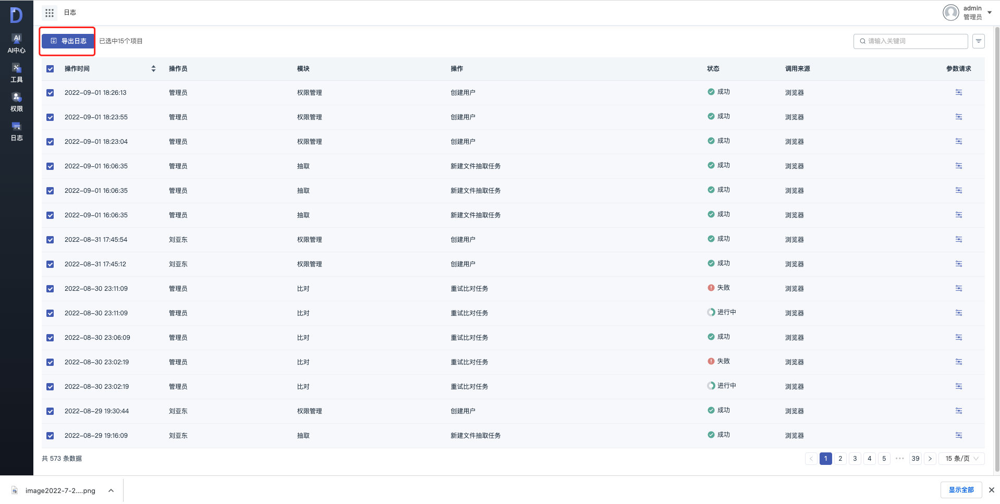 D
日志
admin
管理员
AI
AI中心
工具
权限
日志
导出日志 已选中15个项目 请输入关键词
操作时间 操作员 模块 操作 状态 调用来源 参数请求
2022-09-01 18:26:13 管理员 权限管理 创建用户 成功 浏览器
2022-09-01 18:23:55 管理员 权限管理 创建用户 成功 浏览器
2022-09-01 18:23:04 管理员 权限管理 创建用户 成功 浏览器
2022-09-01 16:06:35 管理员 抽取 新建文件抽取任务 成功 浏览器
2022-09-01 16:06:35 管理员 抽取 新建文件抽取任务 成功 浏览器
2022-09-01 16:06:35 管理员 抽取 新建文件抽取任务 成功 浏览器
2022-08-31 17:45:54 刘亚东 权限管理 创建用户 成功 浏览器
2022-08-31 17:45:12 刘亚东 权限管理 创建用户 成功 浏览器
2022-08-30 23:11:09 管理员 比对 重试比对任务 失败 浏览器
2022-08-30 23:11:09 管理员 比对 重试比对任务 进行中 浏览器
2022-08-30 23:06:09 管理员 比对 重试比对任务 成功 浏览器
2022-08-30 23:02:19 管理员 比对 重试比对任务 失败 浏览器
2022-08-30 23:02:19 管理员 比对 重试比对任务 进行中 浏览器
2022-08-29 19:30:44 刘亚东 权限管理 创建用户 成功 浏览器
2022-08-29 19:16:09 刘亚东 抽取 新建文件抽取任务 成功 浏览器
共 573 条数据 < 1 2 3 4 5 ••• 39 > 15 条/页
image2022-7-2....png 显示全部